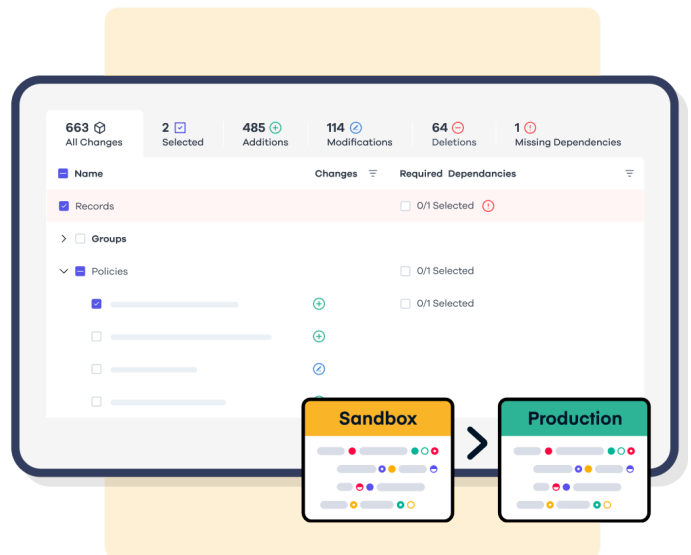 663
All Changes
2
Selected
485
Additions
114
Modifications
64
Deletions
1
Missing Dependencies
Name Changes Required Dependancies
Records 0/1 Selected
Groups
Policies 0/1 Selected
0/1 Selected
Sandbox
Production